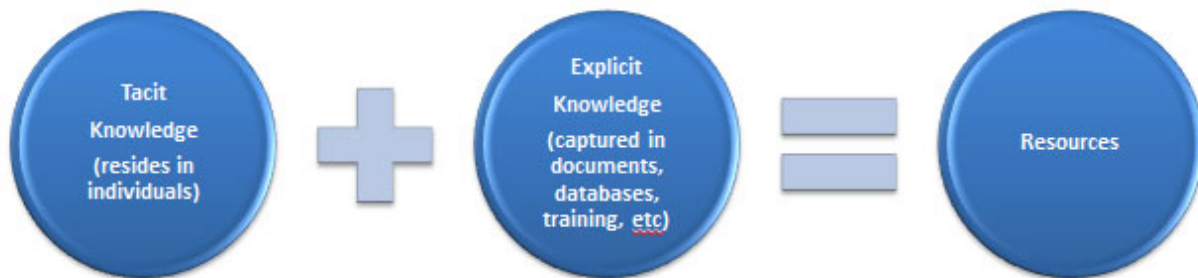 Tacit
Knowledge
(resides in
individuals)
Explicit
Knowledge
(captured in
documents,
databases,
training, etc)
Resources